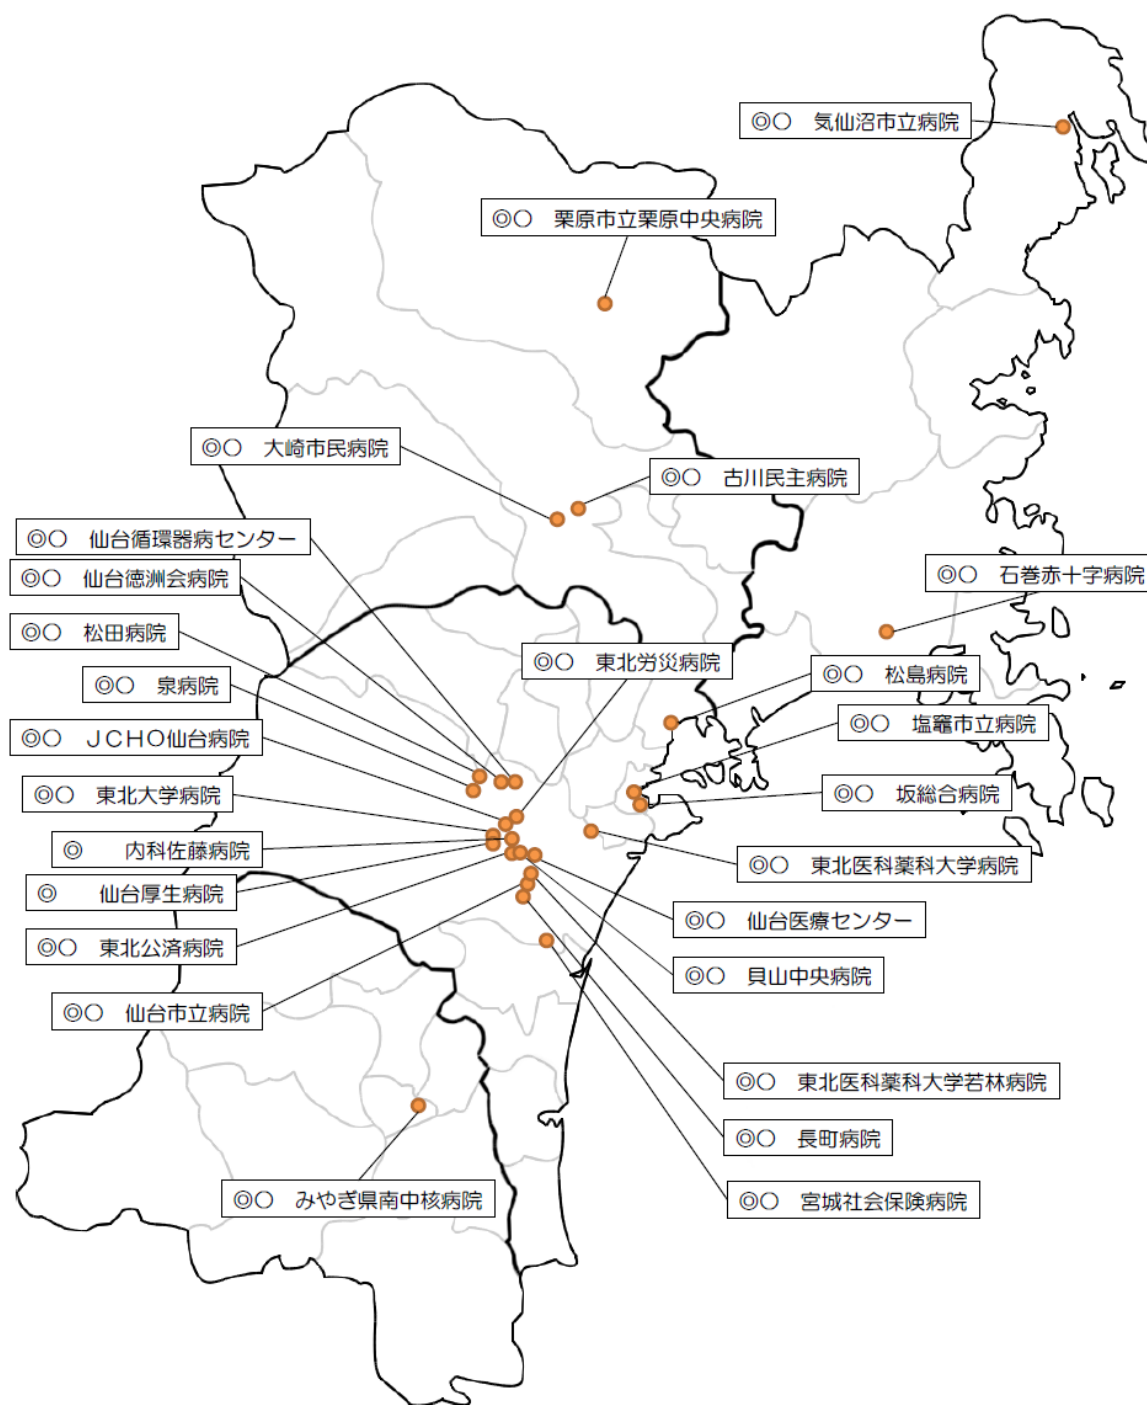 ◎○　気仙沼市立病院
◎○　栗原市立栗原中央病院
◎○　大崎市民病院
◎○　古川民主病院
◎○　仙台循環器病センター
◎○　仙台徳洲会病院
◎○　石巻赤十字病院
◎○　松田病院
◎○　東北労災病院
◎○　松島病院
◎○　泉病院
◎○　塩竈市立病院
◎○　ＪＣＨＯ仙台病院
◎○　東北大学病院
◎○　坂総合病院
◎　　内科佐藤病院
◎○　東北医科薬科大学病院
◎　　仙台厚生病院
◎○　仙台医療センター
◎○　東北公済病院
◎○　貝山中央病院
◎○　仙台市立病院
◎○　東北医科薬科大学若林病院
◎○　長町病院
◎○　みやぎ県南中核病院
◎○　宮城社会保険病院